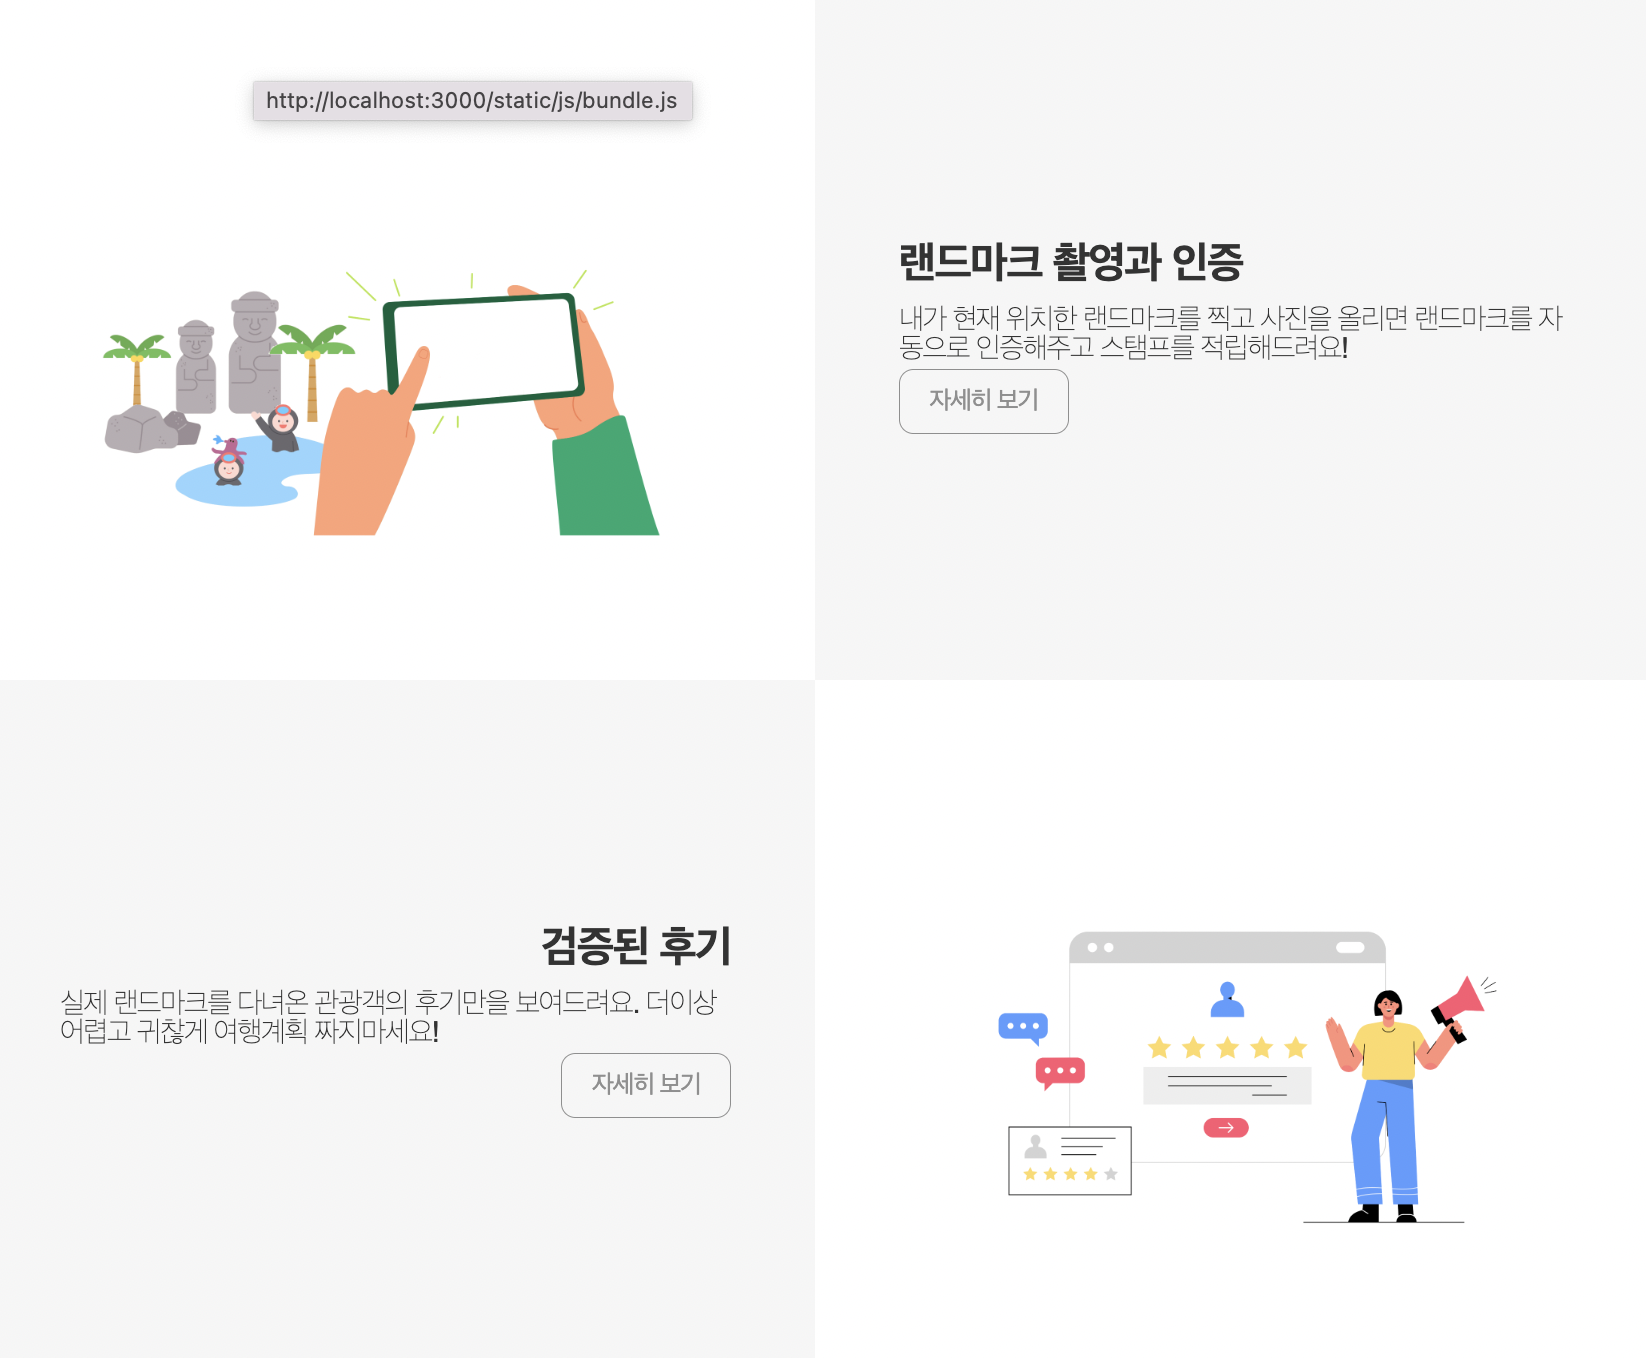 http://localhost:3000/static/js/bundle.js
랜드마크 촬영과 인증
내가 현재 위치한 랜드마크를 찍고 사진을 올리면 랜드마크를 자
동으로 인증해주고 스탬프를 적립해드려요!
자세히 보기
검증된 후기
실제 랜드마크를 다녀온 관광객의 후기만을 보여드려요. 더이상
어렵고 귀찮게 여행계획 짜지마세요!
자세히 보기